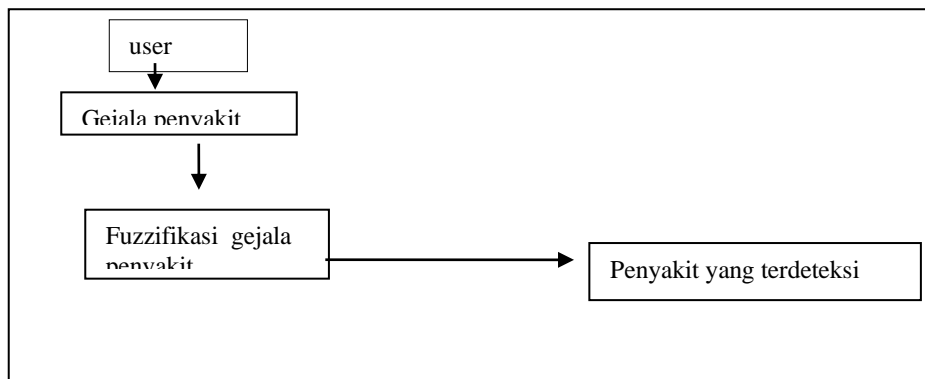 user
Gejala penyakit
Fuzzifikasi gejala
penyakit
Penyakit yang terdeteksi